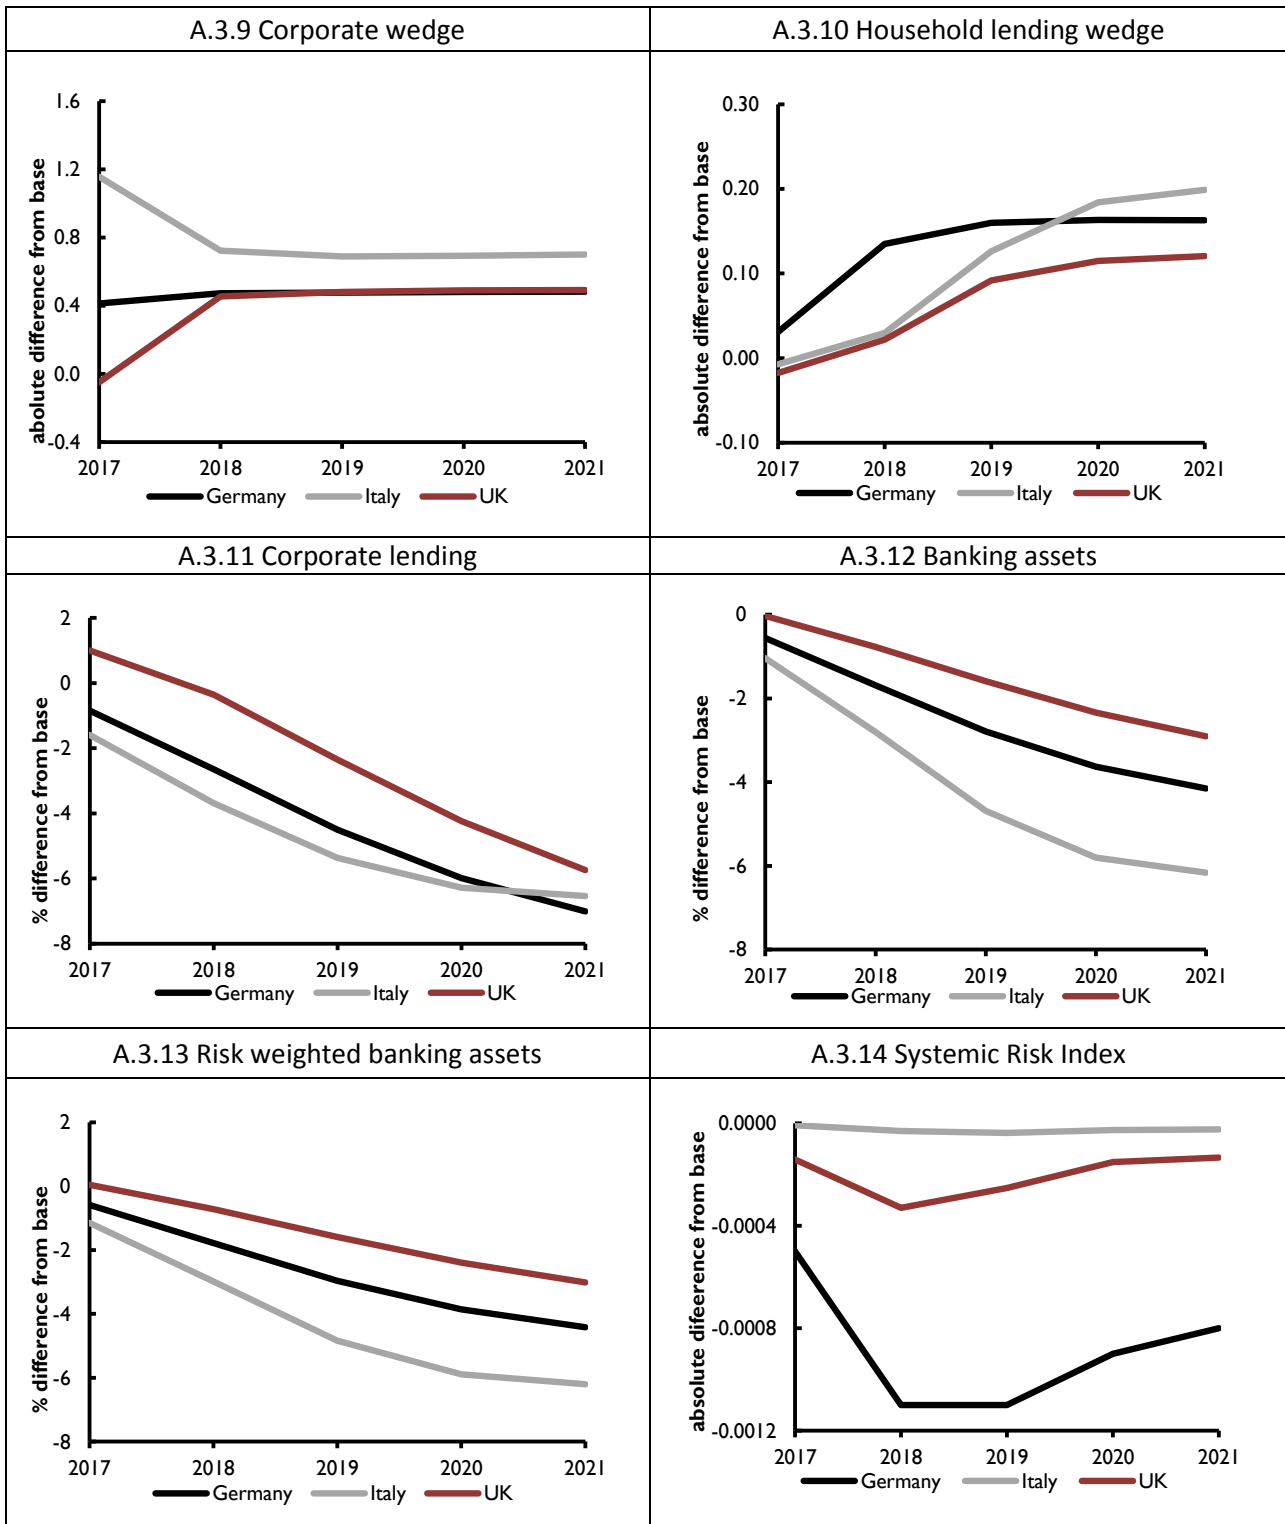 A.3.9 Corporate wedge
A.3.10 Household lending wedge
abolute difference from base
1.6
1.2
0.8
0.4
0.0
-0.4
2017 2018 2019 2020 2021
Germany Italy UK
absolute difference from base
0.30
0.20
0.10
0.00
-0.10
2017 2018 2019 2020 2021
Germany Italy UK
A.3.11 Corporate lending
A.3.12 Banking assets
% difference from base
2
0
-2
-4
-6
-8
2017 2018 2019 2020 2021
Germany Italy UK
% difference from base
0
-2
-4
-6
-8
2017 2018 2019 2020 2021
Germany Italy UK
A.3.13 Risk weighted banking assets
A.3.14 Systemic Risk Index
% difference from base
2
0
-2
-4
-6
-8
2017 2018 2019 2020 2021
Germany Italy UK
absolute difeerence from base
0.0000
-0.0004
-0.0008
-0.0012
2017 2018 2019 2020 2021
Germany Italy UK